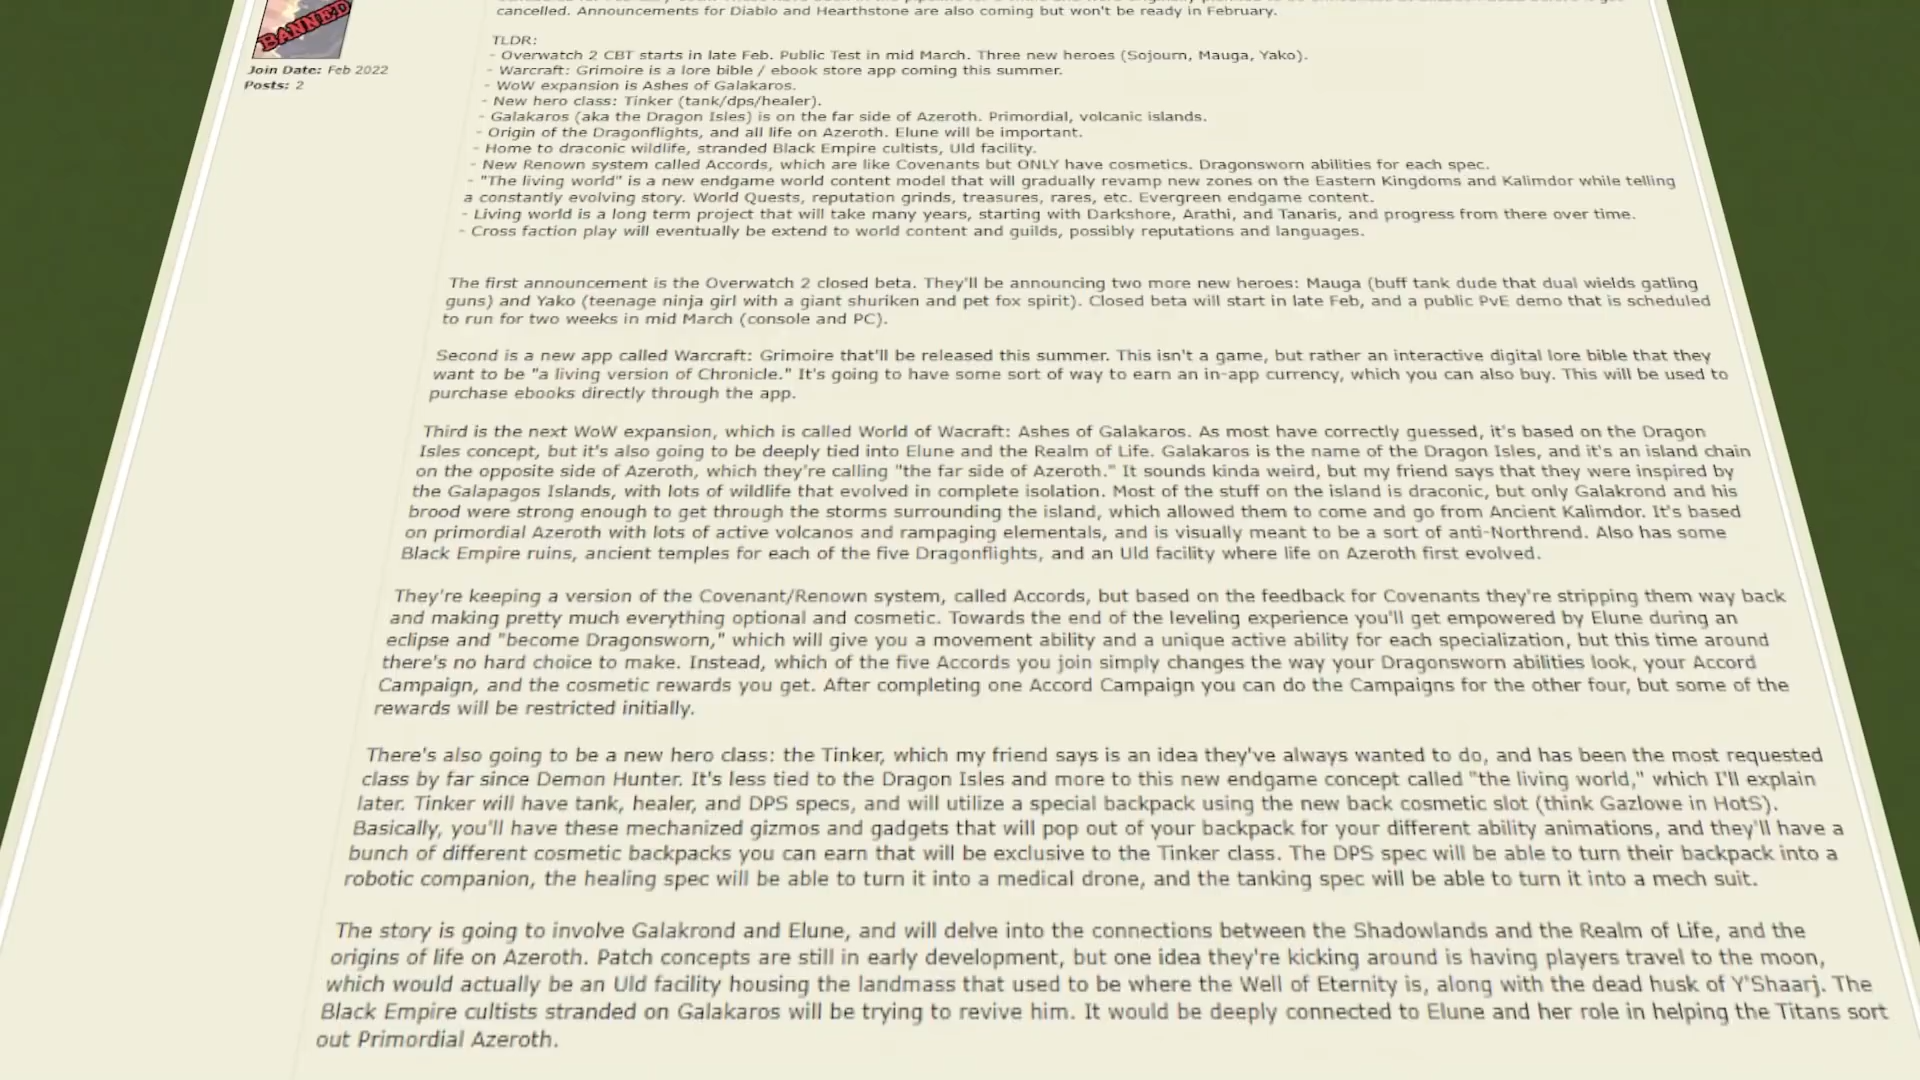 BANNED
Join Date: Feb 2022
Posts: 2
cancelled. Announcements for Diablo and Hearthstone are also coming but won't be ready in February.
TLDR:
- Overwatch 2 CBT starts in late Feb. Public Test in mid March. Three new heroes (Sojourn, Mauga, Yako).
- Warcraft: Grimoire is a lore bible / ebook store app coming this summer.
- WoW expansion is Ashes of Galakaros.
- New hero class: Tinker (tank/dps/healer).
- Galakaros (aka the Dragon Isles) is on the far side of Azeroth. Primordial, volcanic islands.
- Origin of the Dragonflights, and all life on Azeroth. Elune will be important.
- Home to draconic wildlife, stranded Black Empire cultists, Uld facility.
- New Renown system called Accords, which are like Covenants but ONLY have cosmetics. Dragonsworn abilities for each spec.
- "The living world" is a new endgame world content model that will gradually revamp new zones on the Eastern Kingdoms and Kalimdor while telling
a constantly evolving story. World Quests, reputation grinds, treasures, rares, etc. Evergreen endgame content.
- Living world is a long term project that will take many years, starting with Darkshore, Arathi, and Tanaris, and progress from there over time.
- Cross faction play will eventually be extend to world content and guilds, possibly reputations and languages.
The first announcement is the Overwatch 2 closed beta. They'll be announcing two more new heroes: Mauga (buff tank dude that dual wields gatling
guns) and Yako (teenage ninja girl with a giant shuriken and pet fox spirit). Closed beta will start in late Feb, and a public PvE demo that is scheduled
to run for two weeks in mid March (console and PC).
Second is a new app called Warcraft: Grimoire that'll be released this summer. This isn't a game, but rather an interactive digital lore bible that they
want to be "a living version of Chronicle." It's going to have some sort of way to earn an in-app currency, which you can also buy. This will be used to
purchase ebooks directly through the app.
Third is the next WoW expansion, which is called World of Wacraft: Ashes of Galakaros. As most have correctly guessed, it's based on the Dragon
Isles concept, but it's also going to be deeply tied into Elune and the Realm of Life. Galakaros is the name of the Dragon Isles, and it's an island chain
on the opposite side of Azeroth, which they're calling "the far side of Azeroth." It sounds kinda weird, but my friend says that they were inspired by
the Galapagos Islands, with lots of wildlife that evolved in complete isolation. Most of the stuff on the island is draconic, but only Galakrond and his
brood were strong enough to get through the storms surrounding the island, which allowed them to come and go from Ancient Kalimdor. It's based
on primordial Azeroth with lots of active volcanos and rampaging elementals, and is visually meant to be a sort of anti-Northrend. Also has some
Black Empire ruins, ancient temples for each of the five Dragonflights, and an Uld facility where life on Azeroth first evolved.
They're keeping a version of the Covenant/Renown system, called Accords, but based on the feedback for Covenants they're stripping them way back
and making pretty much everything optional and cosmetic. Towards the end of the leveling experience you'll get empowered by Elune during an
eclipse and "become Dragonsworn," which will give you a movement ability and a unique active ability for each specialization, but this time around
there's no hard choice to make. Instead, which of the five Accords you join simply changes the way your Dragonsworn abilities look, your Accord
Campaign, and the cosmetic rewards you get. After completing one Accord Campaign you can do the Campaigns for the other four, but some of the
rewards will be restricted initially.
There's also going to be a new hero class: the Tinker, which my friend says is an idea they've always wanted to do, and has been the most requested
class by far since Demon Hunter. It's less tied to the Dragon Isles and more to this new endgame concept called "the living world," which I'll explain
later. Tinker will have tank, healer, and DPS specs, and will utilize a special backpack using the new back cosmetic slot (think Gazlowe in HotS).
Basically, you'll have these mechanized gizmos and gadgets that will pop out of your backpack for your different ability animations, and they'll have a
bunch of different cosmetic backpacks you can earn that will be exclusive to the Tinker class. The DPS spec will be able to turn their backpack into a
robotic companion, the healing spec will be able to turn it into a medical drone, and the tanking spec will be able to turn it into a mech suit.
The story is going to involve Galakrond and Elune, and will delve into the connections between the Shadowlands and the Realm of Life, and the
origins of life on Azeroth. Patch concepts are still in early development, but one idea they're kicking around is having players travel to the moon,
which would actually be an Uld facility housing the landmass that used to be where the Well of Eternity is, along with the dead husk of Y'Shaarj. The
Black Empire cultists stranded on Galakaros will be trying to revive him. It would be deeply connected to Elune and her role in helping the Titans sort
out Primordial Azeroth.